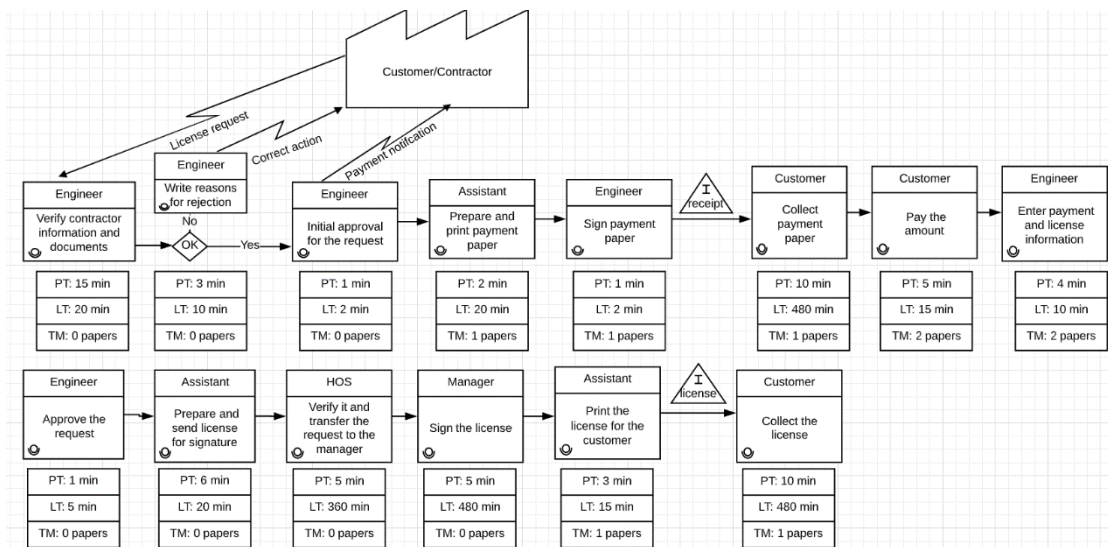 Customer/Contractor
License request
Correct action
Payment notifcation
Engineer
Write reasons
for rejection
No
OK
Yes
Engineer
Verify contractor
information and
documents
Engineer
Initial approval
for the request
Assistant
Prepare and
print payment
paper
Engineer
Sign payment
paper
I
receipt
Customer
Collect
payment
paper
Customer
Pay the
amount
Engineer
Enter payment
and license
information
PT: 15 min
LT: 20 min
TM: 0 papers
PT: 3 min
LT: 10 min
TM: 0 papers
PT: 1 min
LT: 2 min
TM: 0 papers
PT: 2 min
LT: 20 min
TM: 1 papers
PT: 1 min
LT: 2 min
TM: 1 papers
PT: 10 min
LT: 480 min
TM: 1 papers
PT: 5 min
LT: 15 min
TM: 2 papers
PT: 4 min
LT: 10 min
TM: 2 papers
Engineer
Approve the
request
Assistant
Prepare and
send license
for signature
HOS
Verify it and
transfer the
request to the
manager
Manager
Sign the license
Assistant
Print the
license for the
customer
I
license
Customer
Collect the
license
PT: 1 min
LT: 5 min
TM: 0 papers
PT: 6 min
LT: 20 min
TM: 0 papers
PT: 5 min
LT: 360 min
TM: 0 papers
PT: 5 min
LT: 480 min
TM: 0 papers
PT: 3 min
LT: 15 min
TM: 1 papers
PT: 10 min
LT: 480 min
TM: 1 papers